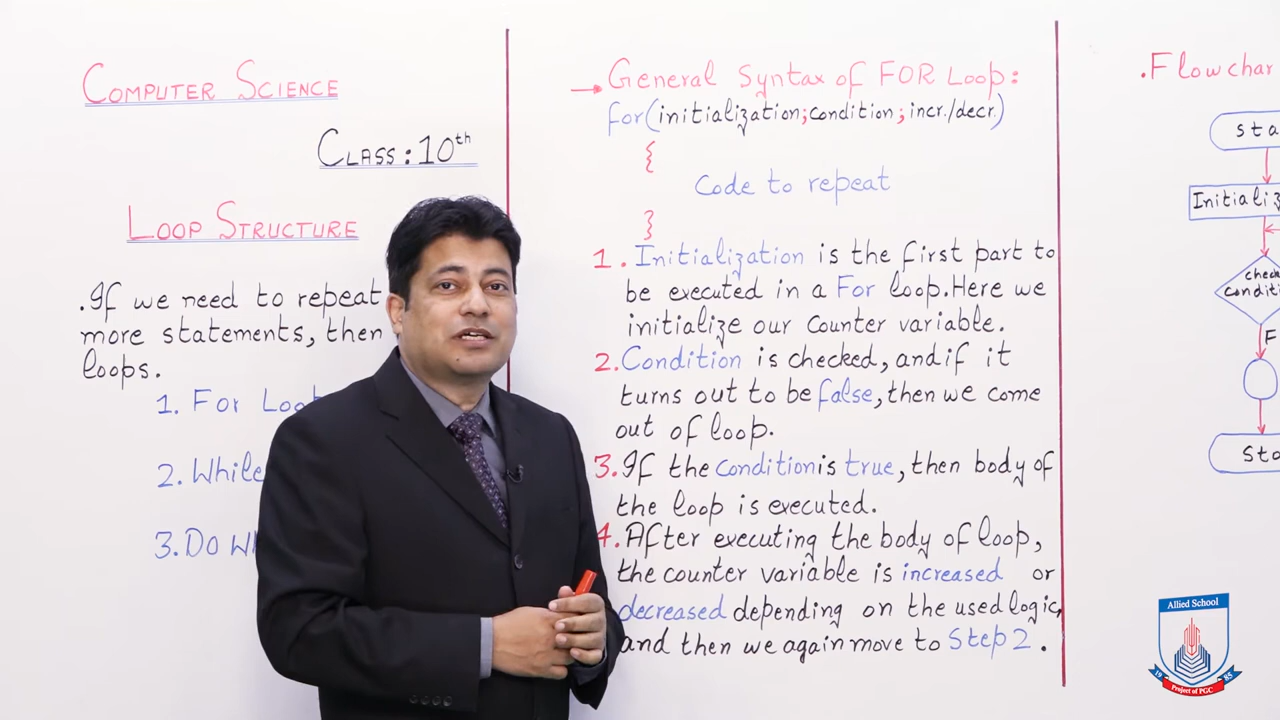 COMPUTER SCIENCE
CLASS: 10th
LOOP STRUCTURE
.If we need to repeat
more statements, then
loops.
1. For
2. While
3. Do
→ General Syntax of FOR Loop:
for(initialization;condition;incr./decr.)
{
Code to repeat
}
1. Initialization is the first part to
be executed in a For loop. Here we
initialize our Counter variable.
2. Condition is checked, and if it
turns out to be false, then we come
out of loop.
3. If the Condition is true, then body of
the loop is executed.
4. After executing the body of loop,
the counter variable is increased or
decreased depending on the used logic,
and then we again move to Step 2.
.Flowchar
sta
Initializ
check
conditi
F
Sto
Allied School
1985
Project of PGC